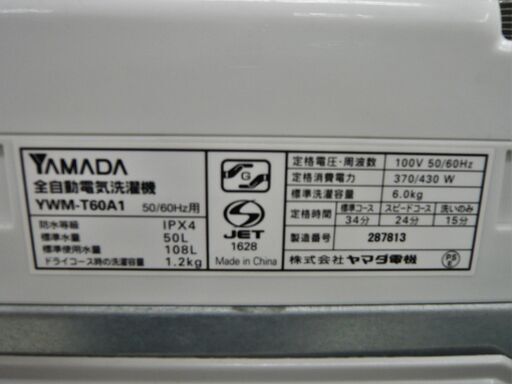 YAMADA
全自動電気洗濯機
YWM-T60A1 50/60Hz用
防水等級 IPX4
標準水量 50L
標準使用水量 108L
ドライコース時の洗濯容量 1.2kg
G
S
JET
1628
Made in China
定格電圧・周波数 100V 50/60Hz
定格消費電力 370/430 W
標準洗濯容量 6.0kg
定格時間 標準コース スピードコース 洗いのみ
34分 24分 15分
製造番号 287813
株式会社ヤマダ電機
PS
E